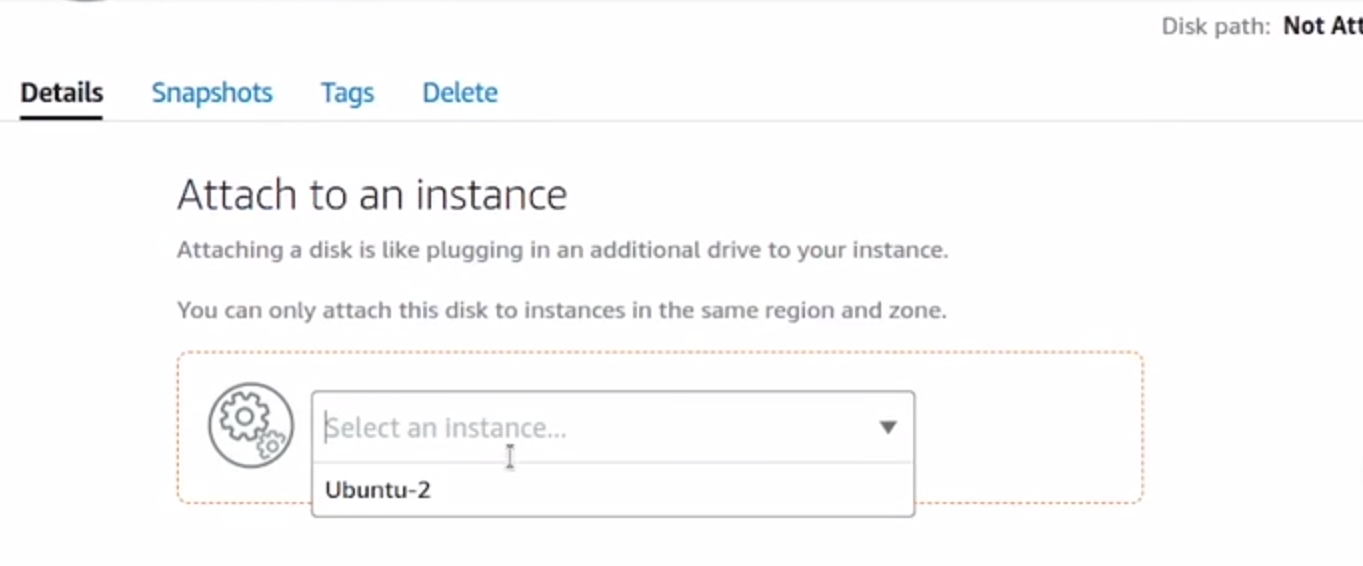 Disk path: Not
Details Snapshots Tags Delete
Attach to an instance
Attaching a disk is like plugging in an additional drive to your instance.
You can only attach this disk to instances in the same region and zone.
Select an instance...
Ubuntu-2